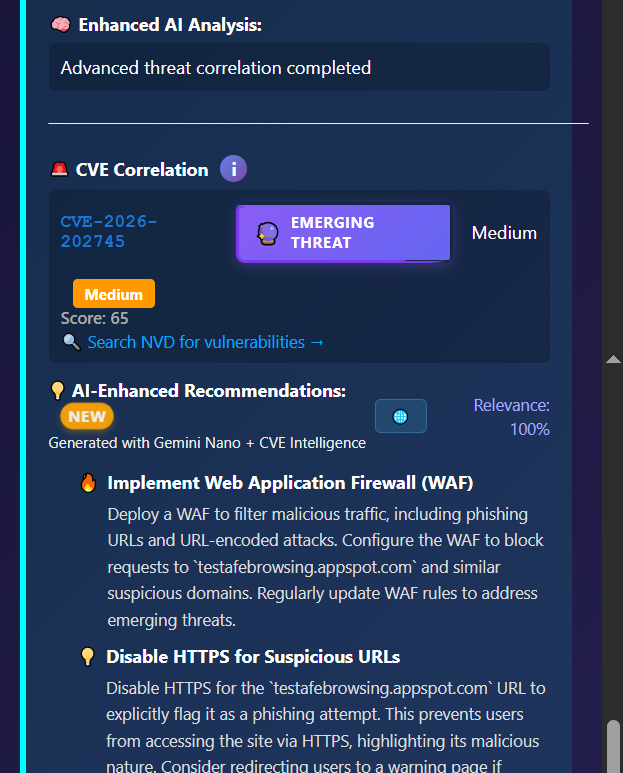 Enhanced AI Analysis:
Advanced threat correlation completed
CVE Correlation i
CVE-2026-
202745
EMERGING
THREAT
Medium
Medium
Score: 65
Search NVD for vulnerabilities →
AI-Enhanced Recommendations:
NEW
Generated with Gemini Nano + CVE Intelligence
Relevance:
100%
Implement Web Application Firewall (WAF)
Deploy a WAF to filter malicious traffic, including phishing
URLs and URL-encoded attacks. Configure the WAF to block
requests to `testafebrowsing.appspot.com` and similar
suspicious domains. Regularly update WAF rules to address
emerging threats.
Disable HTTPS for Suspicious URLs
Disable HTTPS for the `testafebrowsing.appspot.com` URL to
explicitly flag it as a phishing attempt. This prevents users
from accessing the site via HTTPS, highlighting its malicious
nature. Consider redirecting users to a warning page if